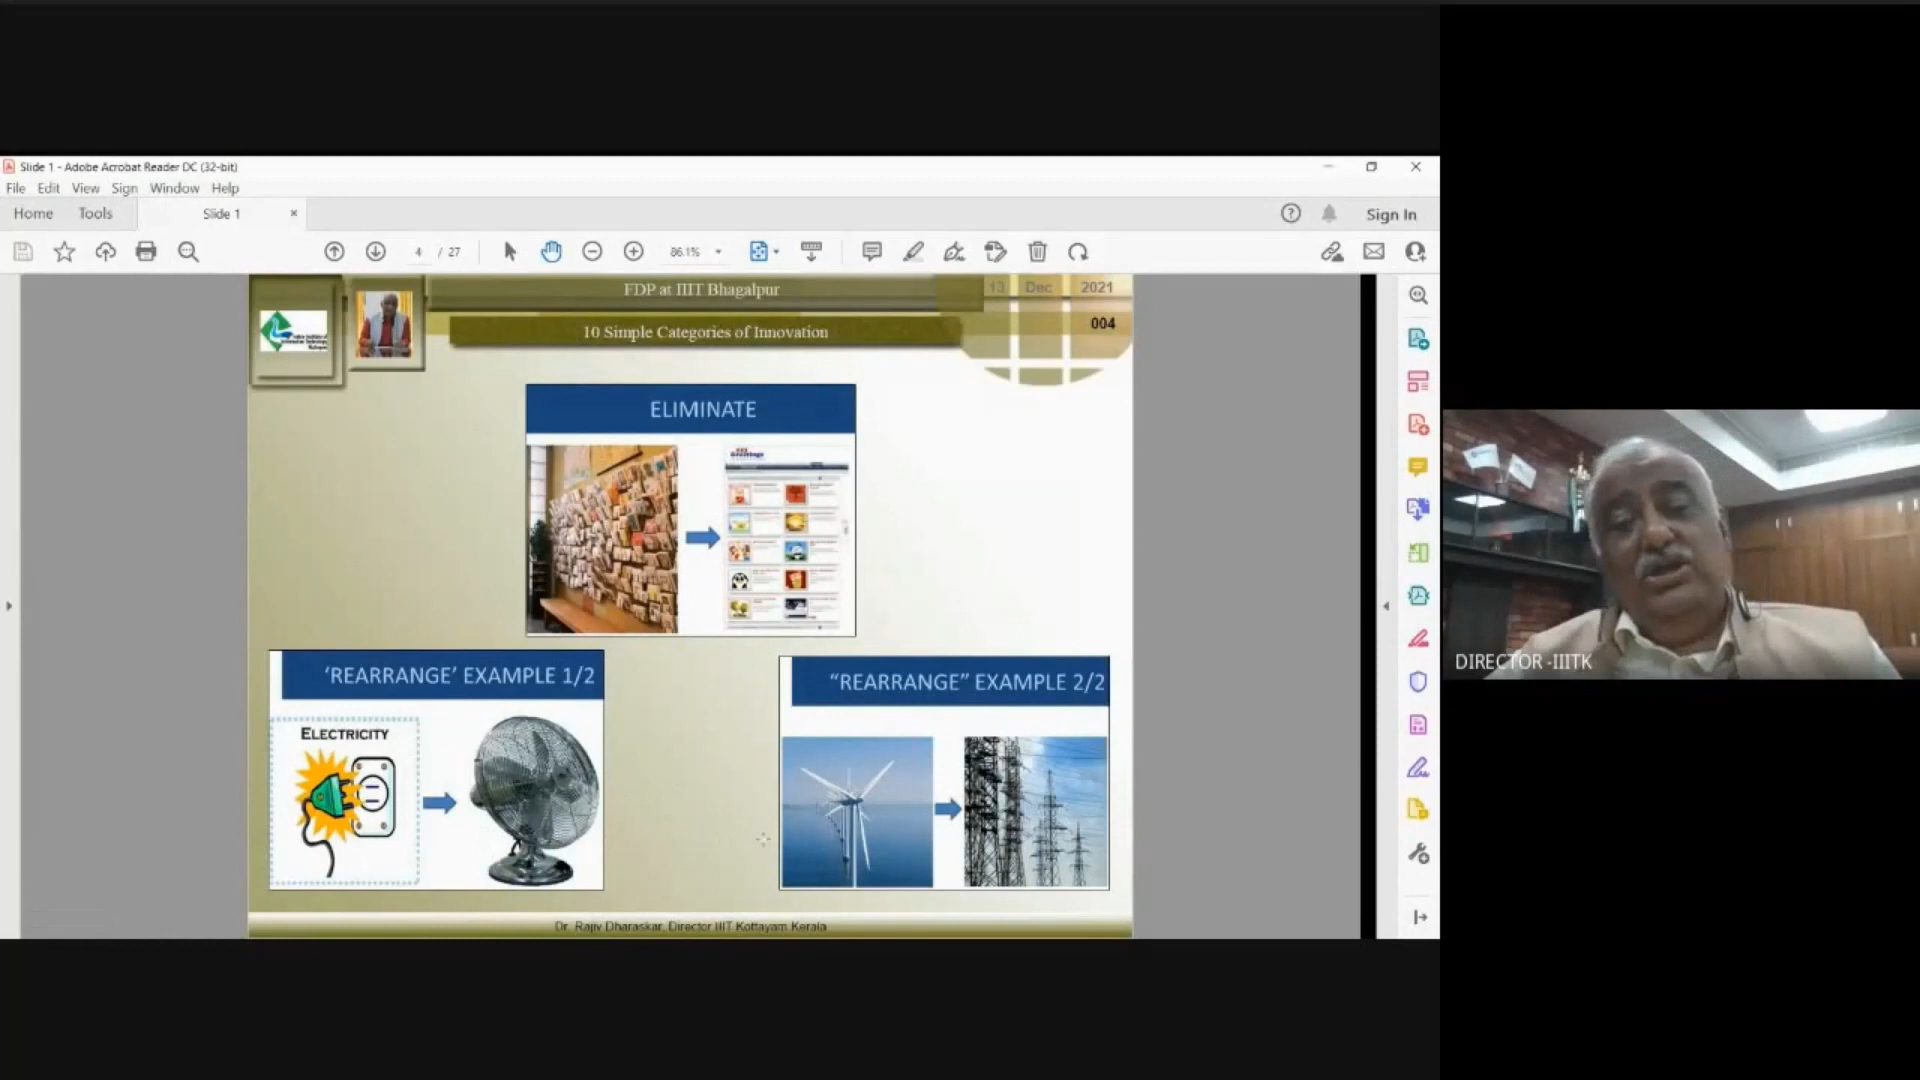 Slide 1 - Adobe Acrobat Reader DC (32-bit)
File Edit View Sign Window Help
Home Tools Slide 1 Sign In
4 / 27 86.1%
FDP at IIIT Bhagalpur
13 Dec 2021
10 Simple Categories of Innovation
004
ELIMINATE
'REARRANGE' EXAMPLE 1/2
ELECTRICITY
“REARRANGE” EXAMPLE 2/2
Dr. Rajiv Dharaskar, Director IIIT Kottayam Kerala
DIRECTOR -IIITK